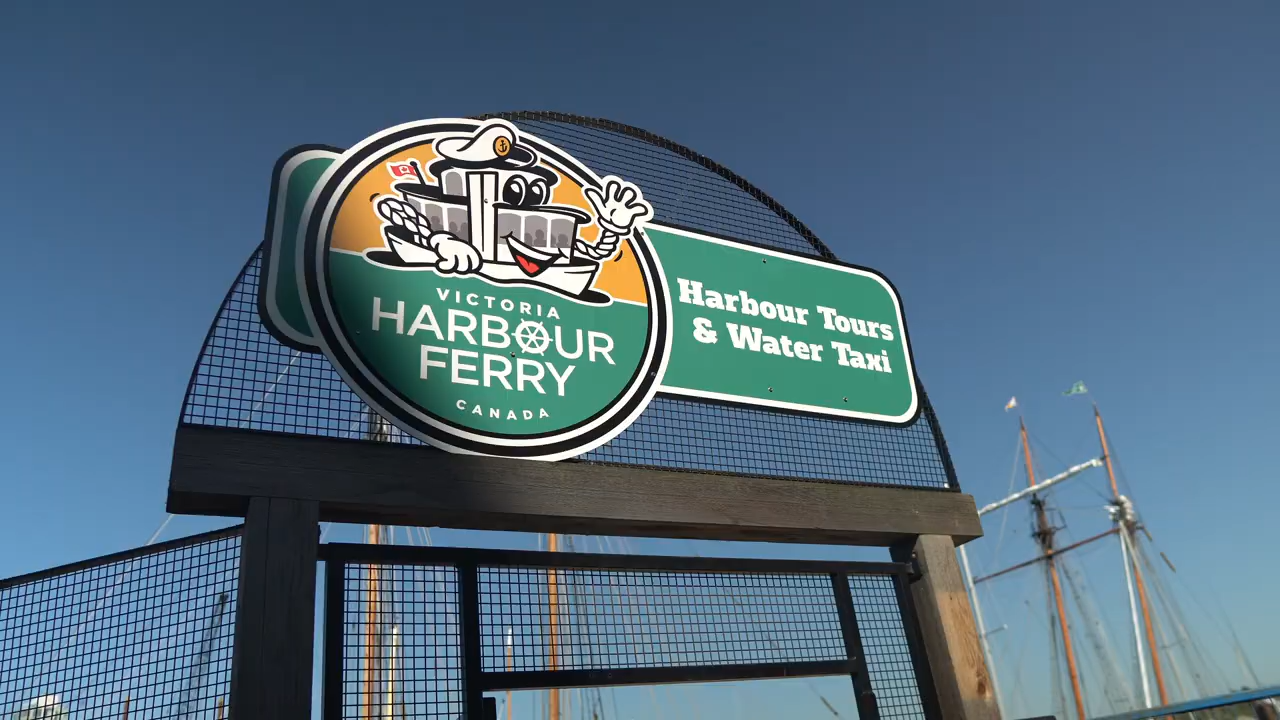 VICTORIA
HARBOUR
FERRY
CANADA
Harbour Tours
& Water Taxi